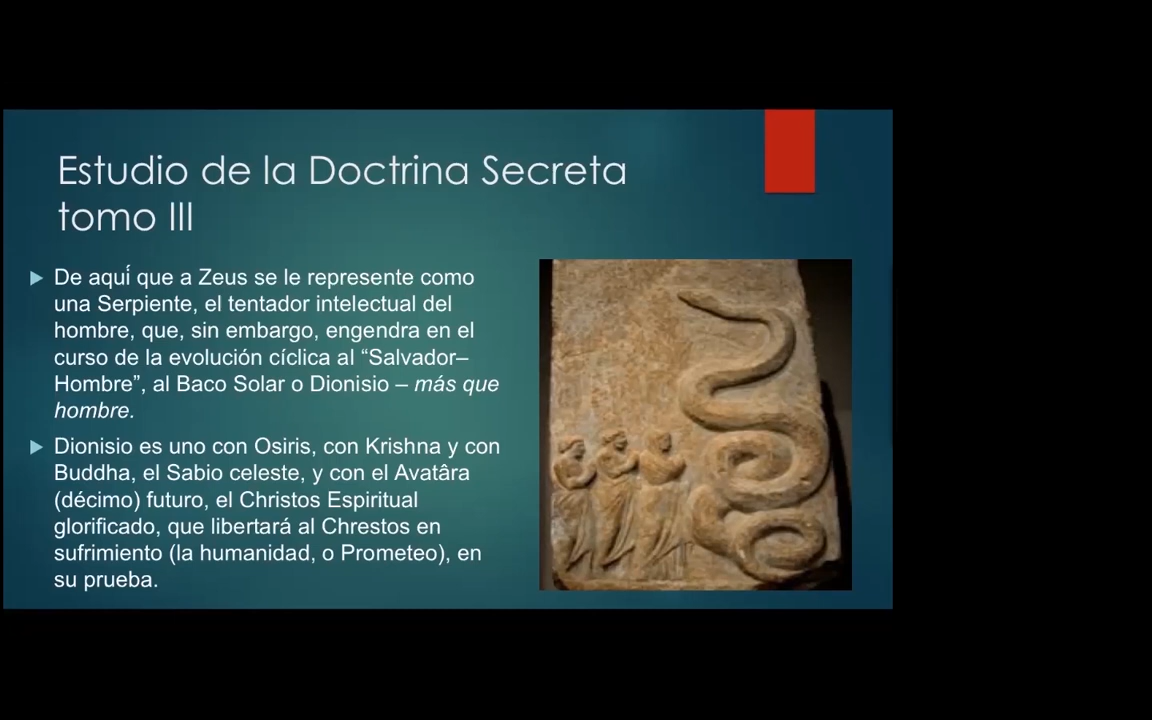 Estudio de la Doctrina Secreta
tomo III
De aquí que a Zeus se le represente como
una Serpiente, el tentador intelectual del
hombre, que, sin embargo, engendra en el
curso de la evolución cíclica al “Salvador–
Hombre”, al Baco Solar o Dionisio – más que
hombre.
Dionisio es uno con Osiris, con Krishna y con
Buddha, el Sabio celeste, y con el Avatâra
(décimo) futuro, el Christos Espiritual
glorificado, que libertará al Chrestos en
sufrimiento (la humanidad, o Prometeo), en
su prueba.